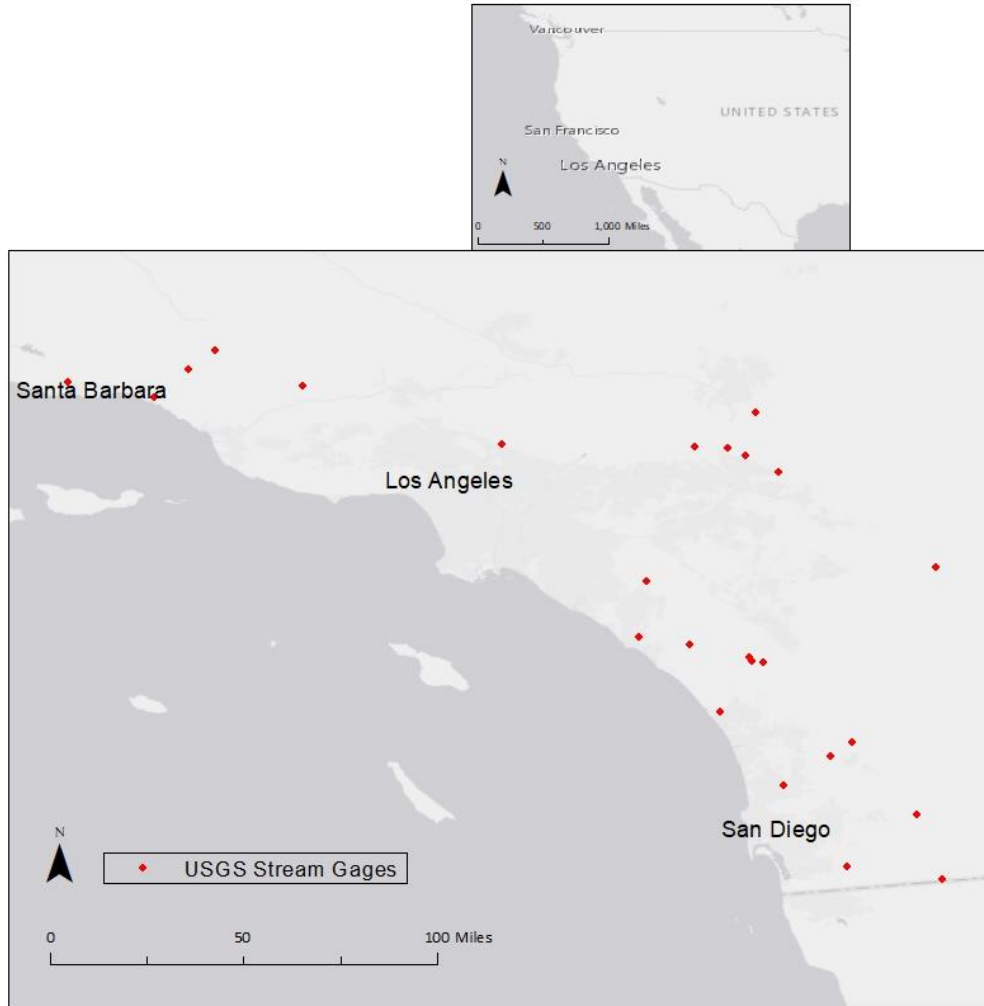 Vancouver
UNITED STATES
San Francisco
Los Angeles
N
0 500 1,000 Miles
Santa Barbara
Los Angeles
San Diego
N
USGS Stream Gages
0 50 100 Miles